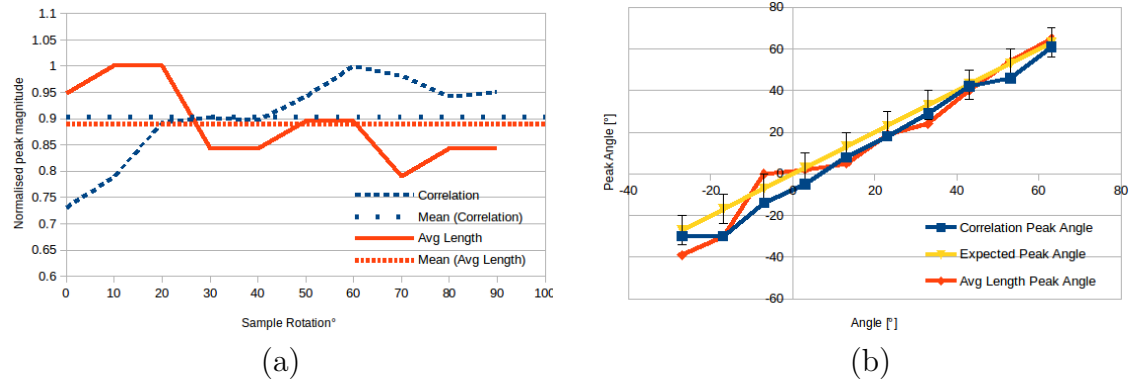 1.1
1.05
1
0.95
0.9
0.85
0.8
0.75
0.7
0.65
0.6
Normalised peak magnitude
0 10 20 30 40 50 60 70 80 90 100
Sample Rotation°
Correlation
Mean (Correlation)
Avg Length
Mean (Avg Length)
(a)
80
60
40
20
0
-20
-40
-60
Peak Angle [°]
-40 -20 0 20 40 60 80
Angle [°]
Correlation Peak Angle
Expected Peak Angle
Avg Length Peak Angle
(b)